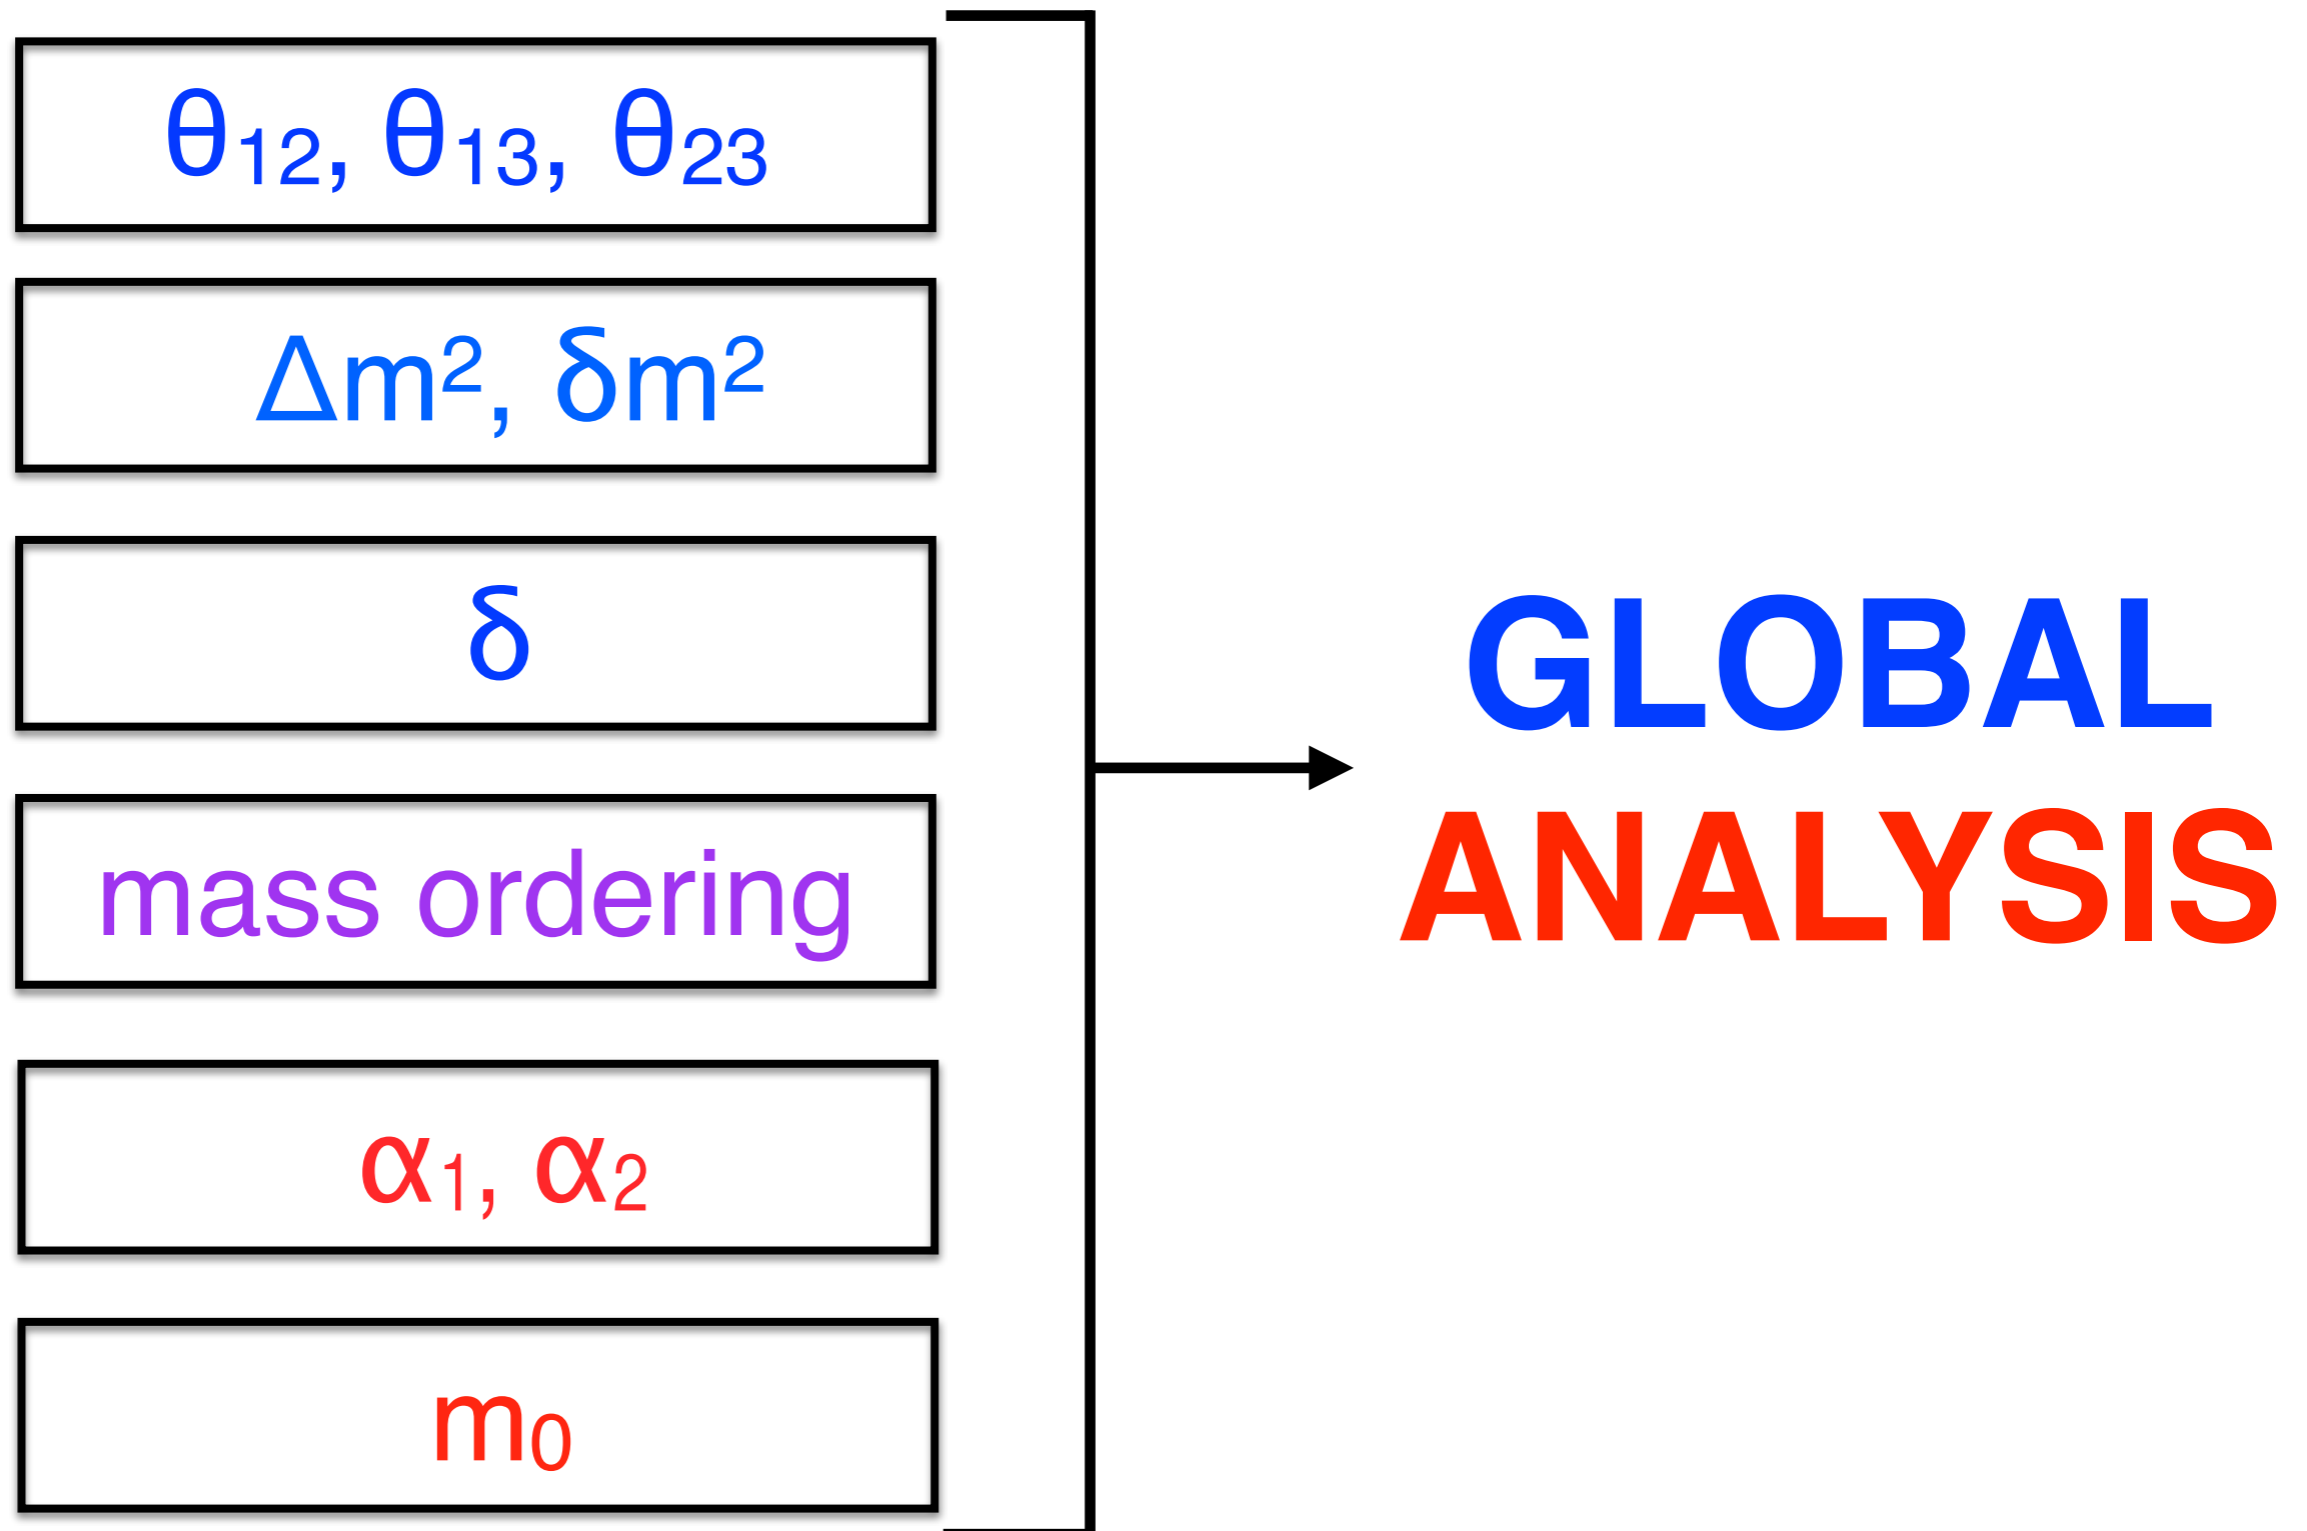 θ₁₂, θ₁₃, θ₂₃
Δm², δm²
δ
mass ordering
α₁, α₂
m₀
GLOBAL
ANALYSIS